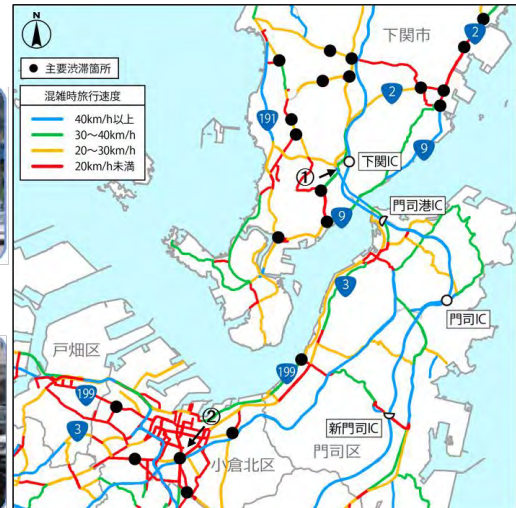 N
● 主要渋滞箇所
混雑時旅行速度
40km/h以上
30～40km/h
20～30km/h
20km/h未満
下関市
2
2
191
9
①
下関IC
9
門司港IC
3
門司IC
戸畑区
199
199
3
②
小倉北区
門司区
新門司IC